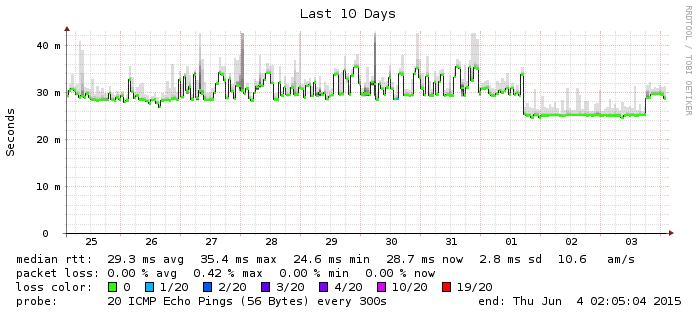 Last 10 Days
RRDTOOL / TOBI OETIKER
Seconds
40 m
30 m
20 m
10 m
0
25 26 27 28 29 30 31 01 02 03
median rtt: 29.3 ms avg 35.4 ms max 24.6 ms min 28.7 ms now 2.8 ms sd 10.6 am/s
packet loss: 0.00 % avg 0.42 % max 0.00 % min 0.00 % now
loss color: 0 1/20 2/20 3/20 4/20 10/20 19/20
probe: 20 ICMP Echo Pings (56 Bytes) every 300s end: Thu Jun 4 02:05:04 2015